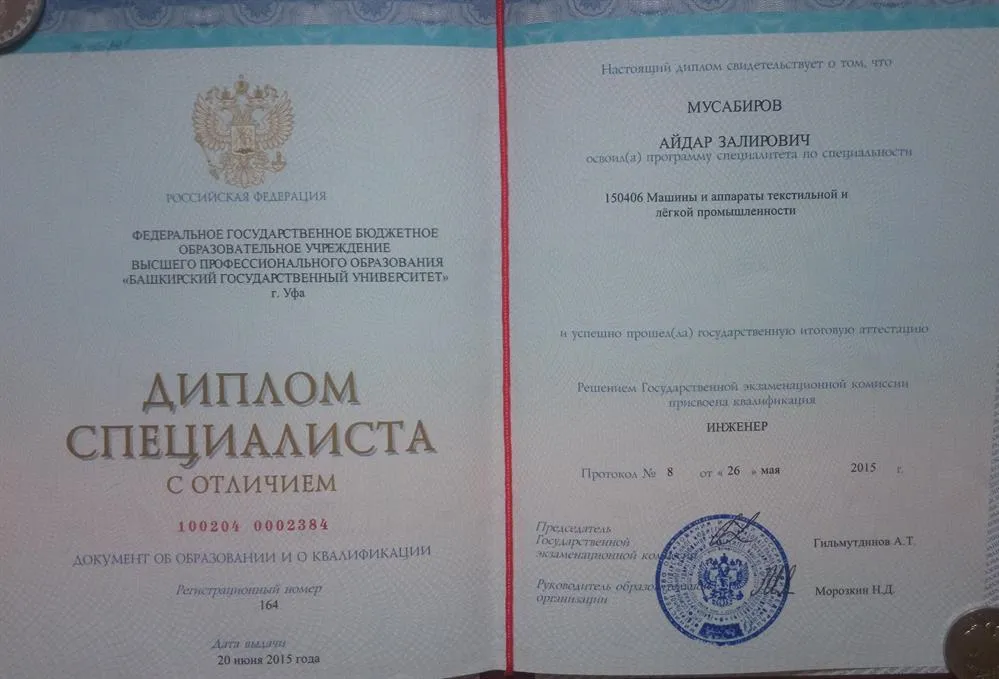 РОССИЙСКАЯ ФЕДЕРАЦИЯ
ФЕДЕРАЛЬНОЕ ГОСУДАРСТВЕННОЕ БЮДЖЕТНОЕ
ОБРАЗОВАТЕЛЬНОЕ УЧРЕЖДЕНИЕ
ВЫСШЕГО ПРОФЕССИОНАЛЬНОГО ОБРАЗОВАНИЯ
«БАШКИРСКИЙ ГОСУДАРСТВЕННЫЙ УНИВЕРСИТЕТ»
г. Уфа
ДИПЛОМ
СПЕЦИАЛИСТА
С ОТЛИЧИЕМ
100204 0002384
ДОКУМЕНТ ОБ ОБРАЗОВАНИИ И О КВАЛИФИКАЦИИ
Регистрационный номер
164
Дата выдачи
20 июня 2015 года
Настоящий диплом свидетельствует о том, что
МУСАБИРОВ
АЙДАР ЗАЛИРОВИЧ
освоил(а) программу специалитета по специальности
150406 Машины и аппараты текстильной и
лёгкой промышленности
и успешно прошел(ла) государственную итоговую аттестацию
Решением Государственной экзаменационной комиссии
присвоена квалификация
ИНЖЕНЕР
Протокол № 8 от « 26 » мая 2015 г.
Председатель
Государственной
экзаменационной
Гильмутдинов А.Т.
Руководитель
организации
Морозкин Н.Д.